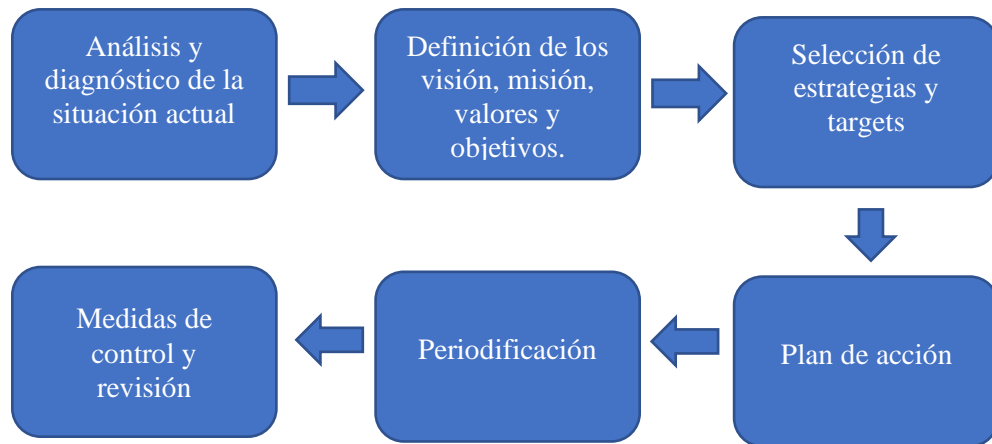 Análisis y
diagnóstico de la
situación actual
Definición de los
visión, misión,
valores y
objetivos.
Selección de
estrategias y
targets
Plan de acción
Periodificación
Medidas de
control y
revisión